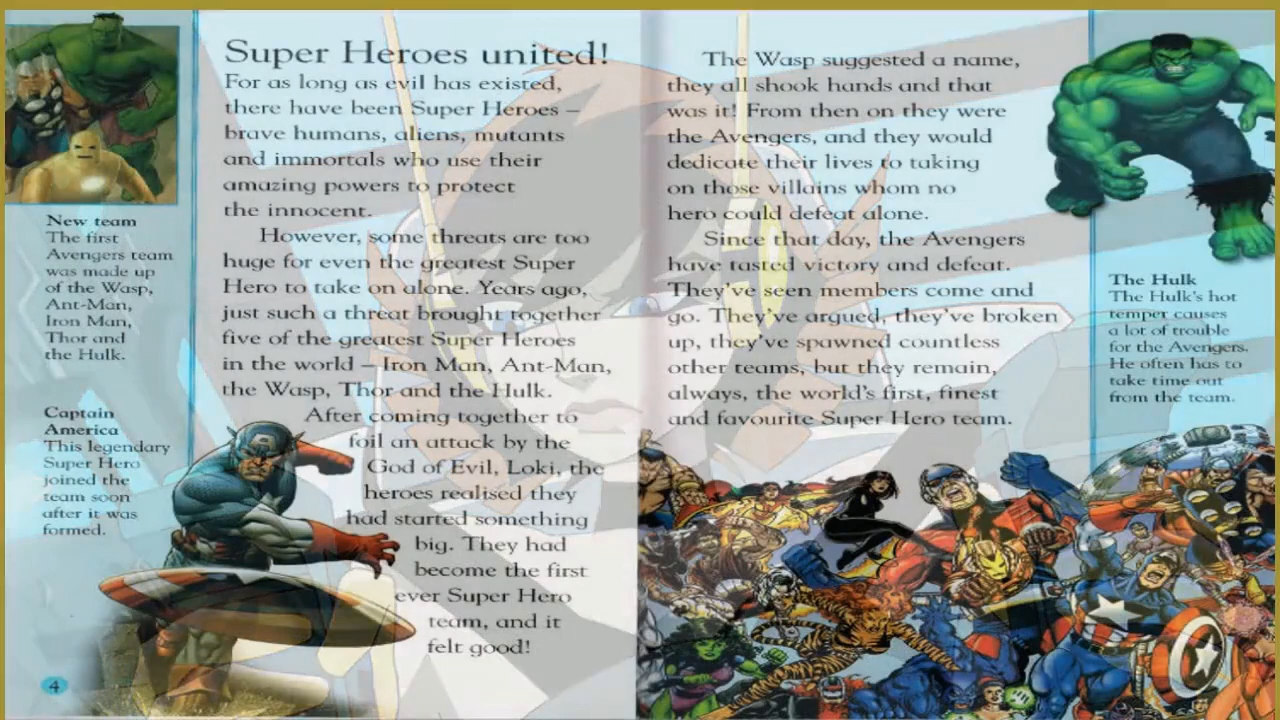 Super Heroes united!
For as long as evil has existed,
there have been Super Heroes –
brave humans, aliens, mutants
and immortals who use their
amazing powers to protect
the innocent.
However, some threats are too
huge for even the greatest Super
Hero to take on alone. Years ago,
just such a threat brought together
five of the greatest Super Heroes
in the world – Iron Man, Ant-Man,
the Wasp, Thor and the Hulk.
After coming together to
foil an attack by the
God of Evil, Loki, the
heroes realised they
had started something
big. They had
become the first
ever Super Hero
team, and it
felt good!
New team
The first
Avengers team
was made up
of the Wasp,
Ant-Man,
Iron Man,
Thor and
the Hulk.
Captain
America
This legendary
Super Hero
joined the
team soon
after it was
formed.
4
The Wasp suggested a name,
they all shook hands and that
was it! From then on they were
the Avengers, and they would
dedicate their lives to taking
on those villains whom no
hero could defeat alone.
Since that day, the Avengers
have tasted victory and defeat.
They've seen members come and
go. They've argued, they've broken
up, they've spawned countless
other teams, but they remain,
always, the world's first, finest
and favourite Super Hero team.
The Hulk
The Hulk's hot
temper causes
a lot of trouble
for the Avengers.
He often has to
take time out
from the team.